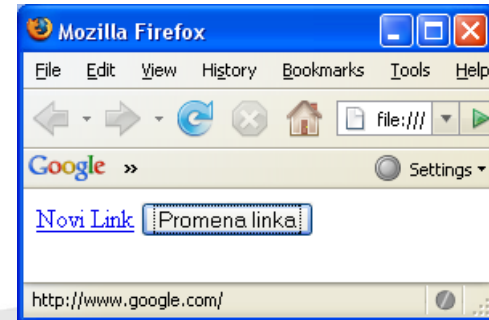 Mozilla Firefox
File Edit View History Bookmarks Tools Help
file:///
Google » Settings
Novi Link Promena linka
http://www.google.com/